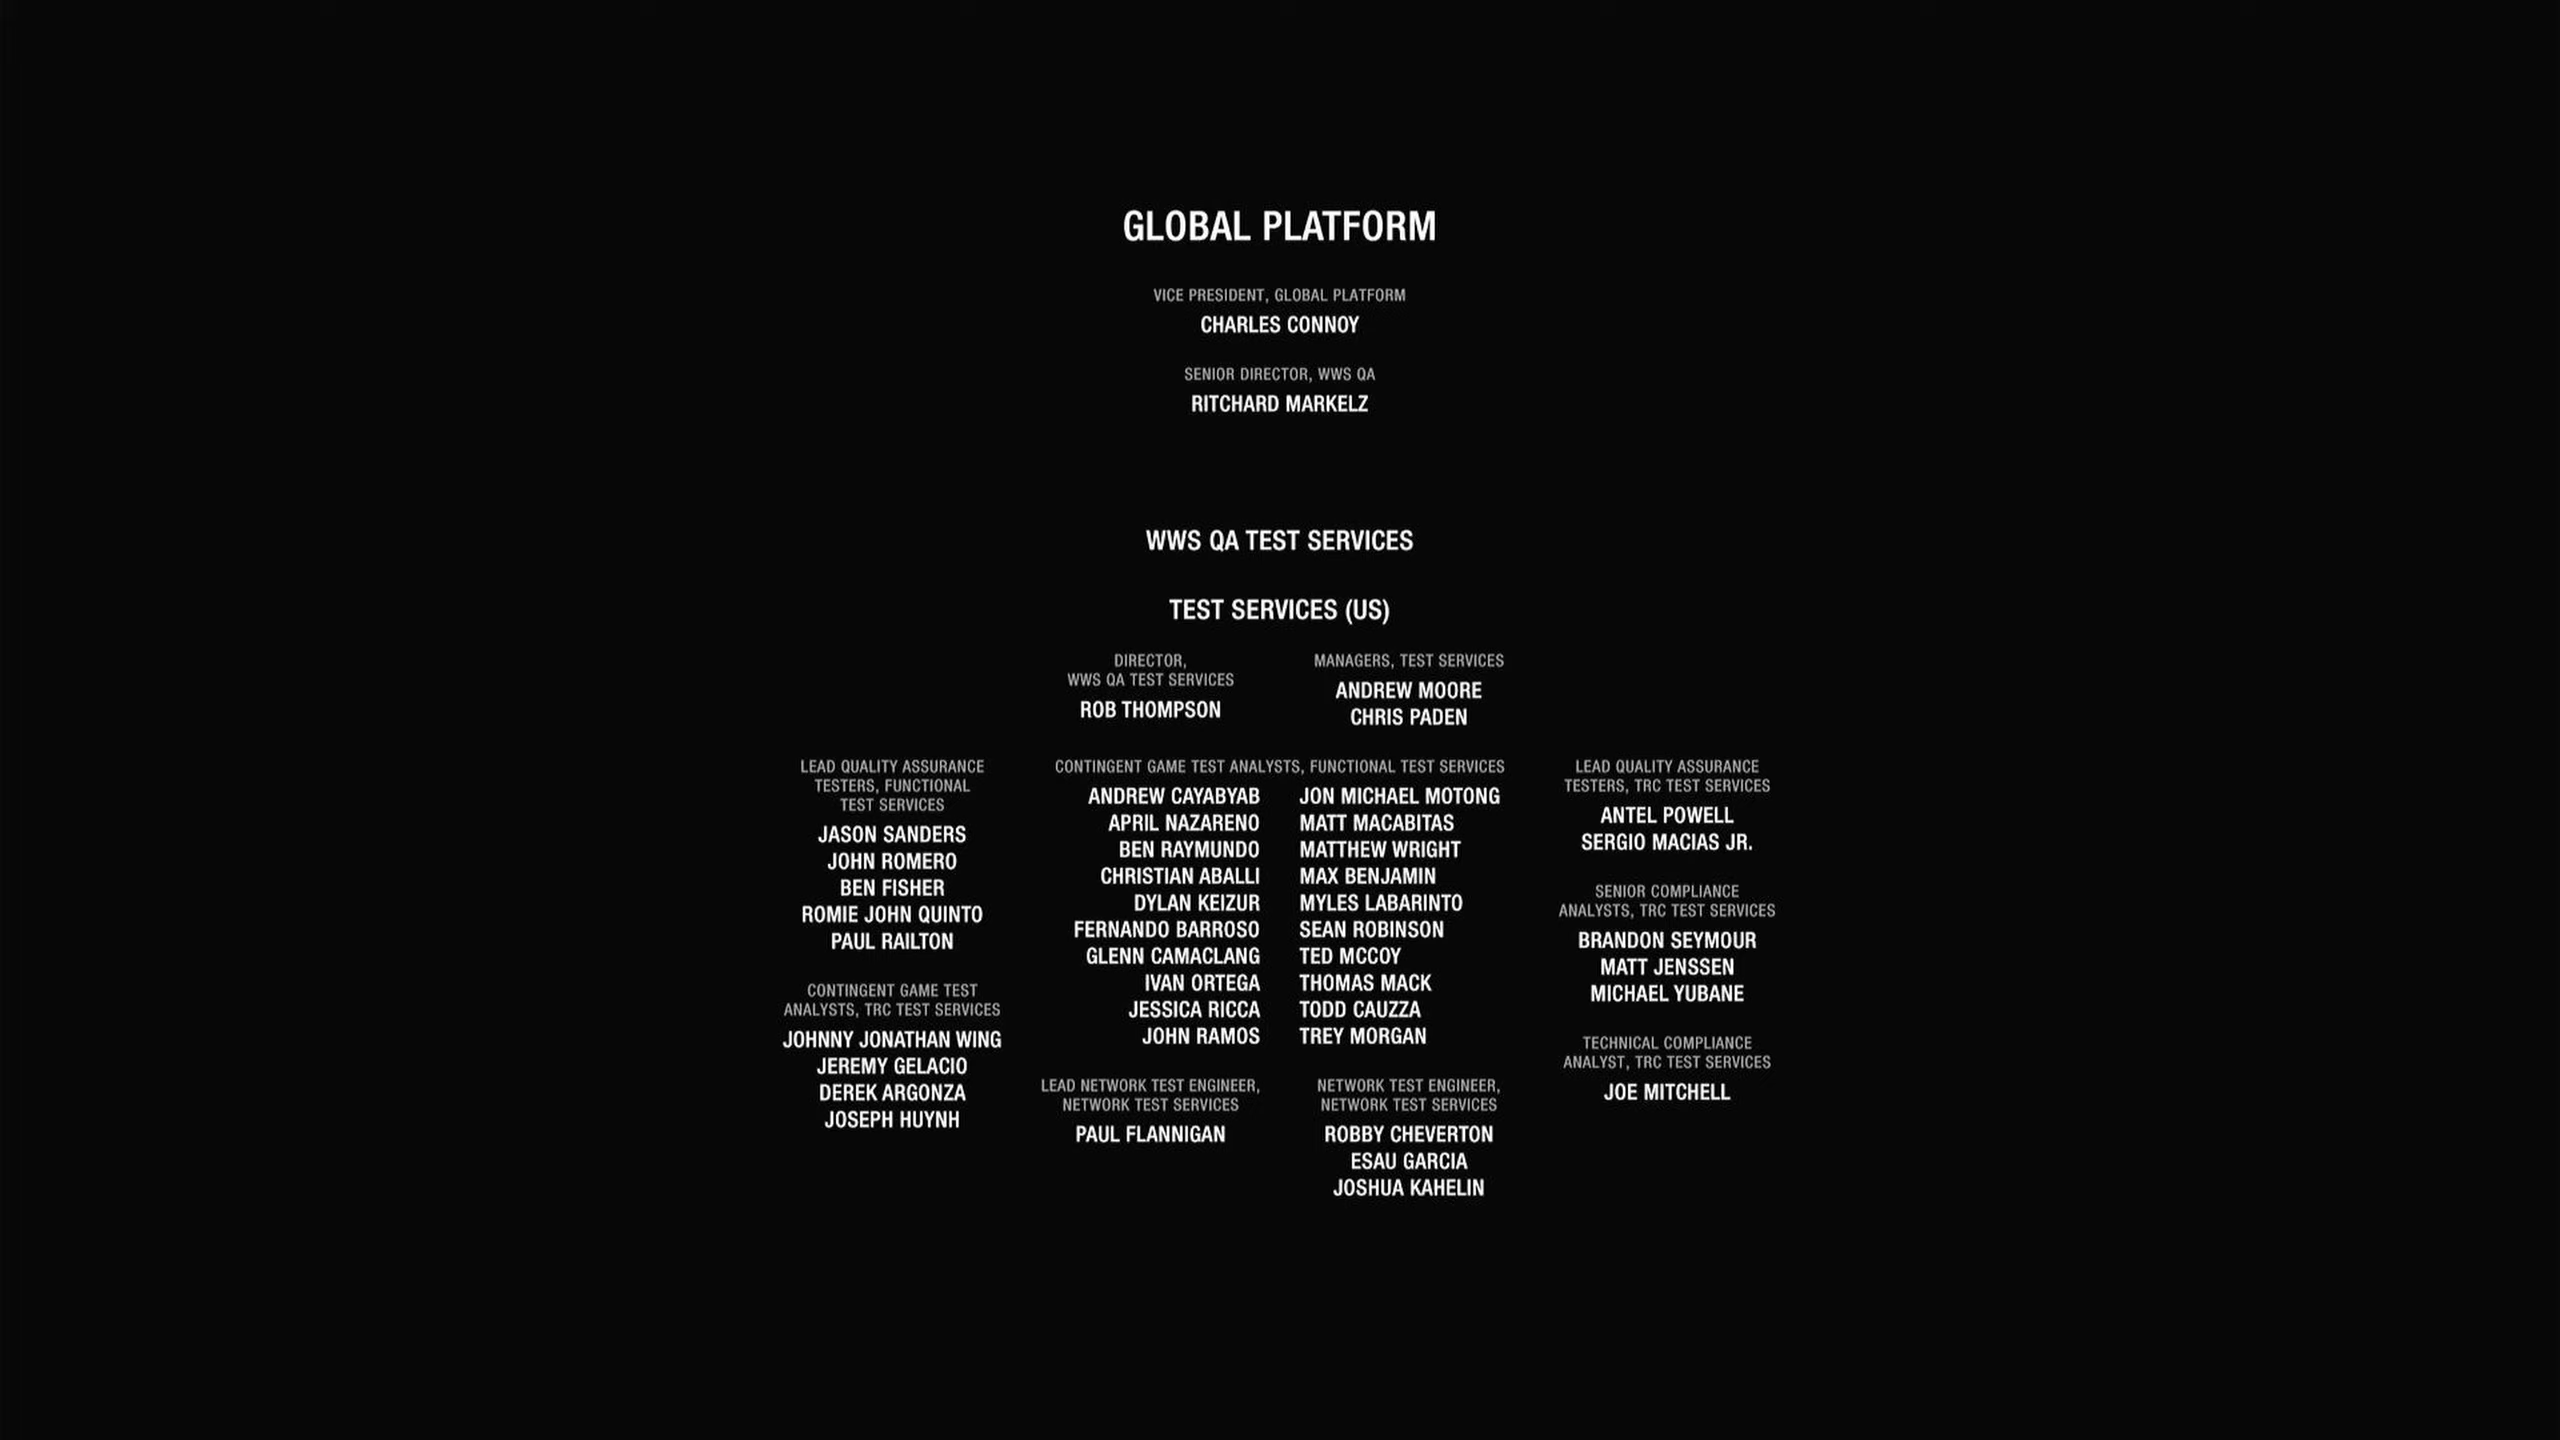 GLOBAL PLATFORM
VICE PRESIDENT, GLOBAL PLATFORM
CHARLES CONNOY
SENIOR DIRECTOR, WWS QA
RITCHARD MARKELZ
WWS QA TEST SERVICES
TEST SERVICES (US)
DIRECTOR,
WWS QA TEST SERVICES
ROB THOMPSON
MANAGERS, TEST SERVICES
ANDREW MOORE
CHRIS PADEN
LEAD QUALITY ASSURANCE
TESTERS, FUNCTIONAL
TEST SERVICES
JASON SANDERS
JOHN ROMERO
BEN FISHER
ROMIE JOHN QUINTO
PAUL RAILTON
CONTINGENT GAME TEST
ANALYSTS, TRC TEST SERVICES
JOHNNY JONATHAN WING
JEREMY GELACIO
DEREK ARGONZA
JOSEPH HUYNH
CONTINGENT GAME TEST ANALYSTS, FUNCTIONAL TEST SERVICES
ANDREW CAYABYAB
APRIL NAZARENO
BEN RAYMUNDO
CHRISTIAN ABALLI
DYLAN KEIZUR
FERNANDO BARROSO
GLENN CAMACLANG
IVAN ORTEGA
JESSICA RICCA
JOHN RAMOS
JON MICHAEL MOTONG
MATT MACABITAS
MATTHEW WRIGHT
MAX BENJAMIN
MYLES LABARINTO
SEAN ROBINSON
TED MCCOY
THOMAS MACK
TODD CAUZZA
TREY MORGAN
LEAD NETWORK TEST ENGINEER,
NETWORK TEST SERVICES
PAUL FLANNIGAN
NETWORK TEST ENGINEER,
NETWORK TEST SERVICES
ROBBY CHEVERTON
ESAU GARCIA
JOSHUA KAHELIN
LEAD QUALITY ASSURANCE
TESTERS, TRC TEST SERVICES
ANTEL POWELL
SERGIO MACIAS JR.
SENIOR COMPLIANCE
ANALYSTS, TRC TEST SERVICES
BRANDON SEYMOUR
MATT JENSSEN
MICHAEL YUBANE
TECHNICAL COMPLIANCE
ANALYST, TRC TEST SERVICES
JOE MITCHELL